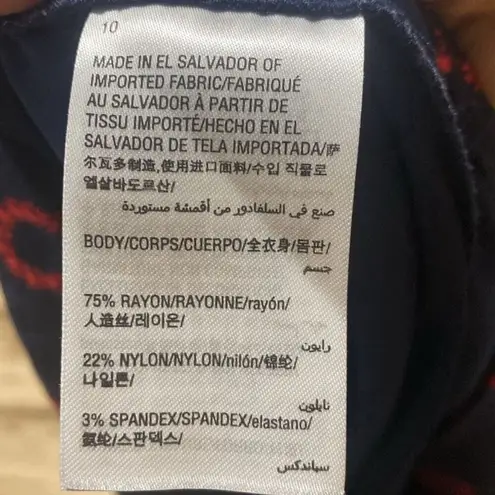 10
MADE IN EL SALVADOR OF
IMPORTED FABRIC/FABRIQUÉ
AU SALVADOR À PARTIR DE
TISSU IMPORTÉ/HECHO EN EL
SALVADOR DE TELA IMPORTADA/萨
尔瓦多制造,使用进口面料/수입 직물로
엘살바도르산/
صنع في السلفادور من أقمشة مستوردة
BODY/CORPS/CUERPO/全衣身/몸판/
جسم
75% RAYON/RAYONNE/rayón/
人造丝/레이온/
رايون
22% NYLON/NYLON/nilón/锦纶/
나일론/
نايلون
3% SPANDEX/SPANDEX/elastano/
氨纶/스판덱스/
سباندكس